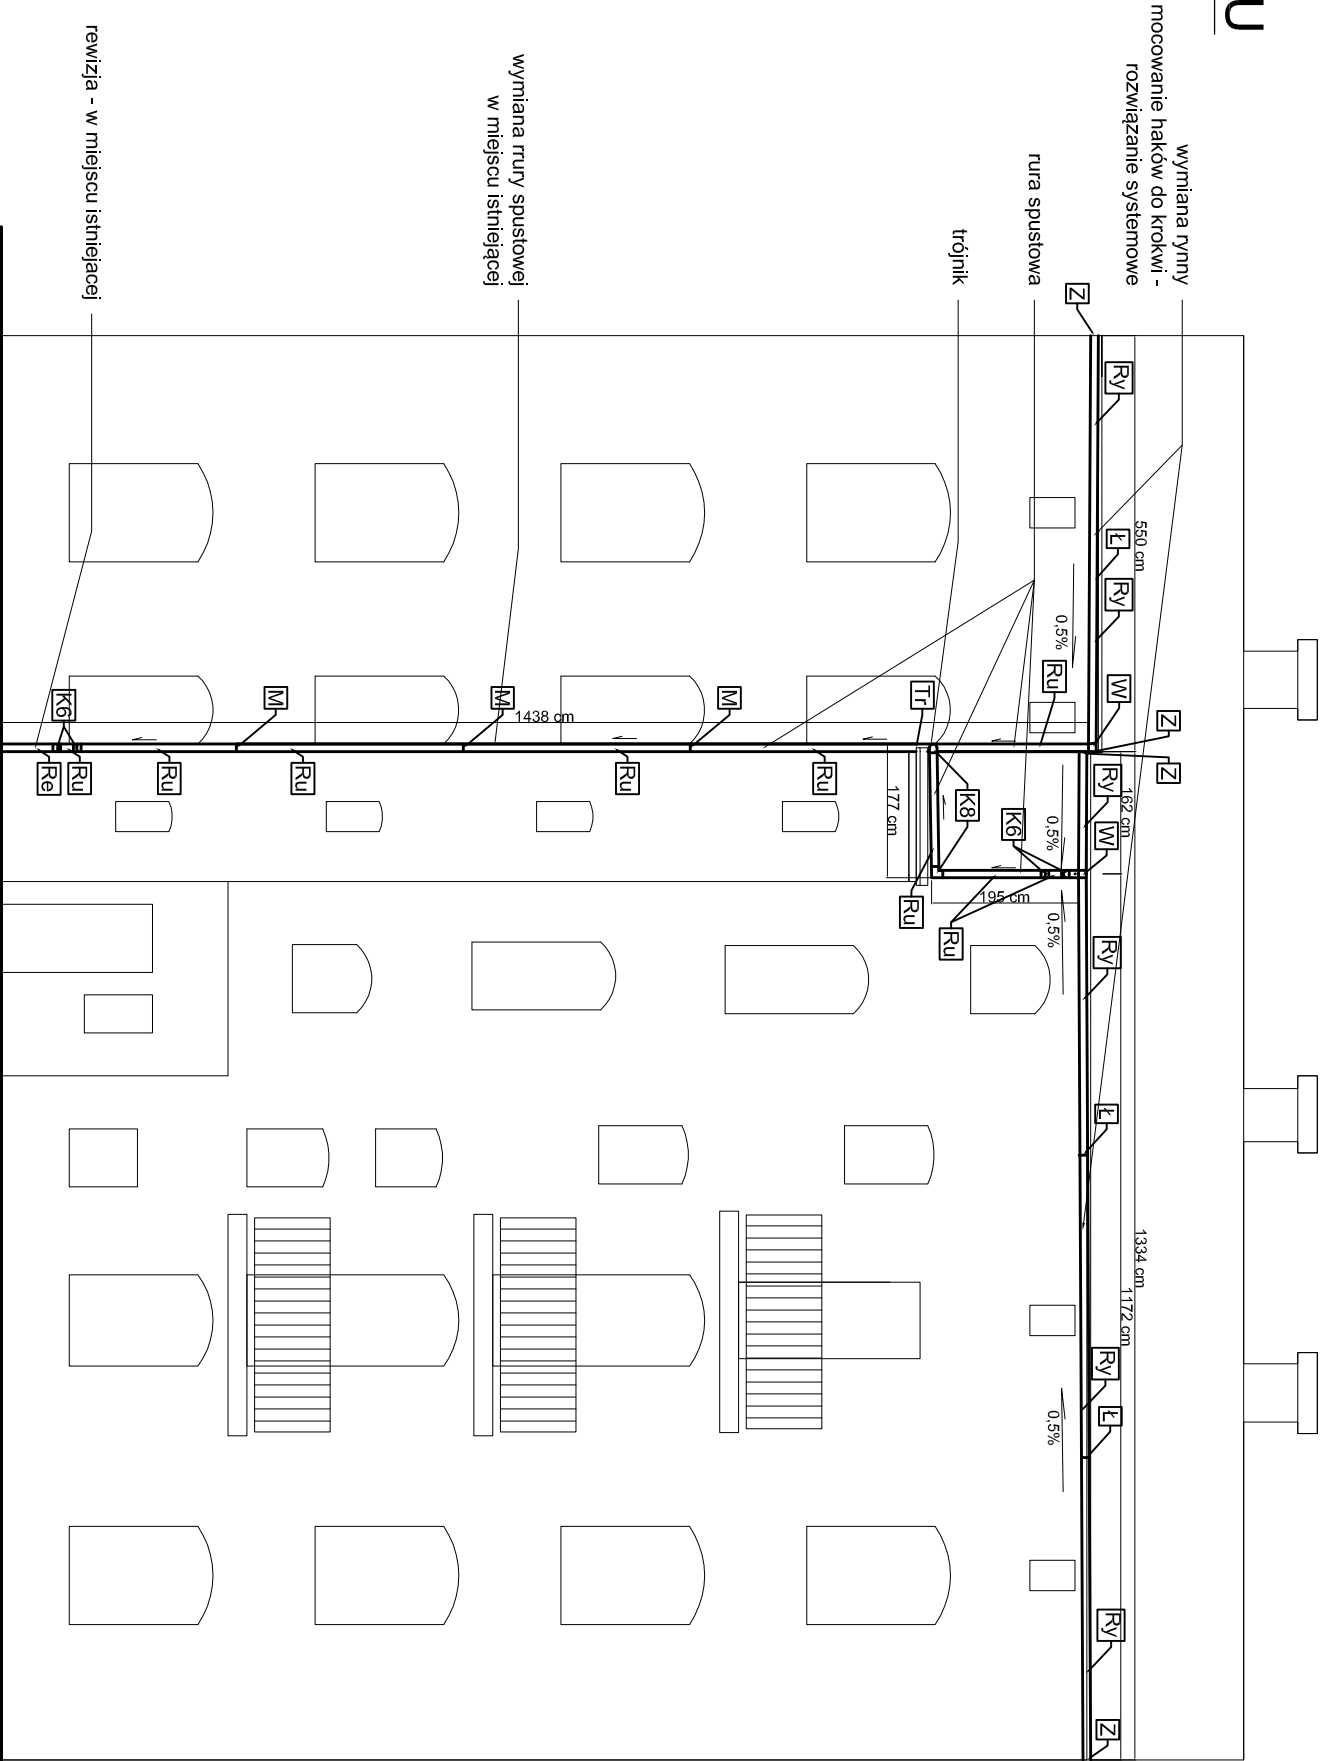 U
wymiana rynny
mocowanie haków do krokwi -
rozwiązanie systemowe
rura spustowa
trójnik
wymiana rrury spustowej
w miejscu istniejącej
rewizja - w miejscu istniejacej
Z
Ry
550 cm
Ł
Ry
0,5%
Ru
W
Z
Z
Ry
162 cm
0,5%
W
K6
K8
Tr
M
M
M
K6
1438 cm
Re
Ru
Ru
Ru
Ru
Ru
177 cm
Ru
195 cm
Ru
0,5%
Ry
Ł
1334 cm
1172 cm
Ry
Ł
0,5%
Ry
Z